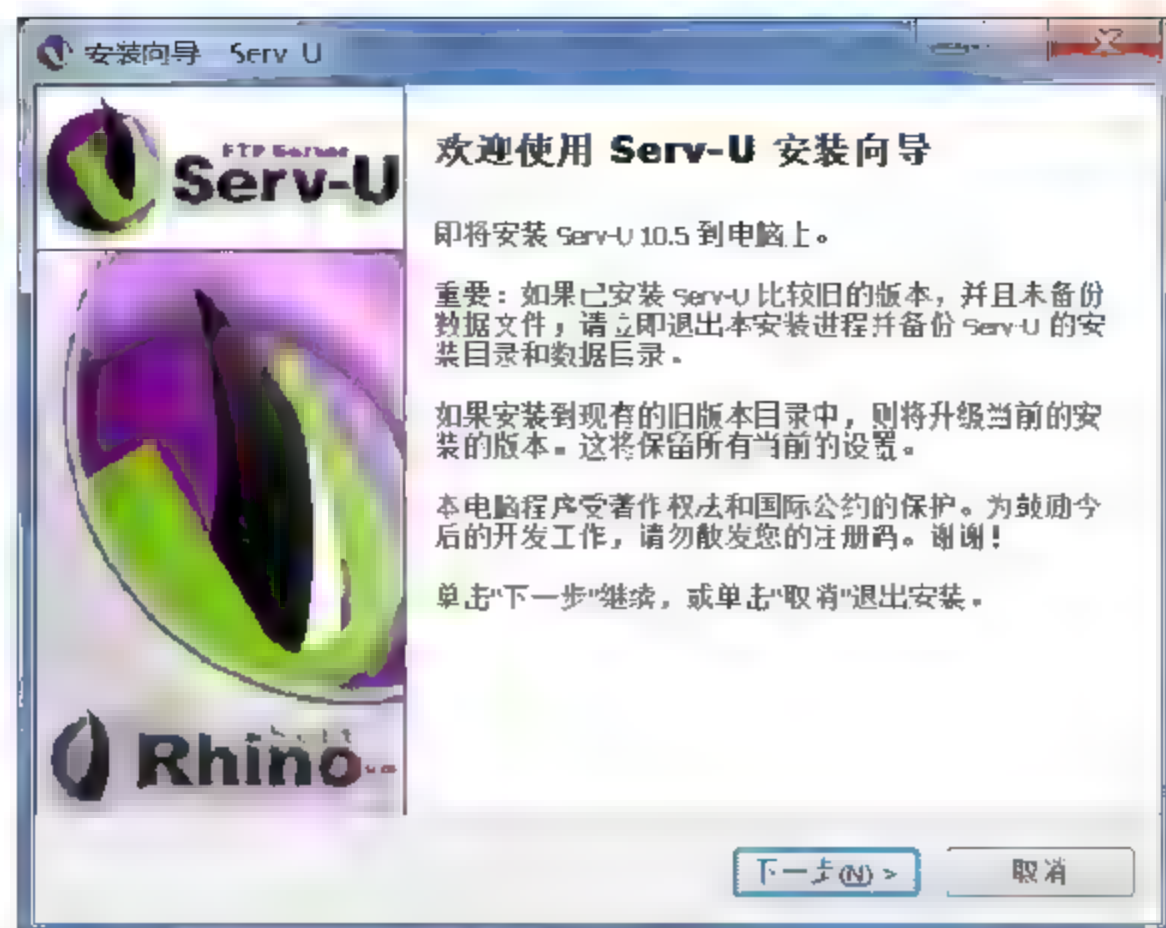 安装向导 Serv U
FTP Server
Serv-U
欢迎使用 Serv-U 安装向导
即将安装 Serv-U 10.5 到电脑上。
重要：如果已安装 Serv-U 比较旧的版本，并且未备份
数据文件，请立即退出本安装进程并备份 Serv-U 的安
装目录和数据目录。
如果安装到现有的旧版本目录中，则将升级当前的安
装的版本。这将保留所有当前的设置。
本电脑程序受著作权法和国际公约的保护。为鼓励今
后的开发工作，请勿散发您的注册码。谢谢！
单击"下一步"继续，或单击"取消"退出安装。
Rhino
下一步(N) >
取消